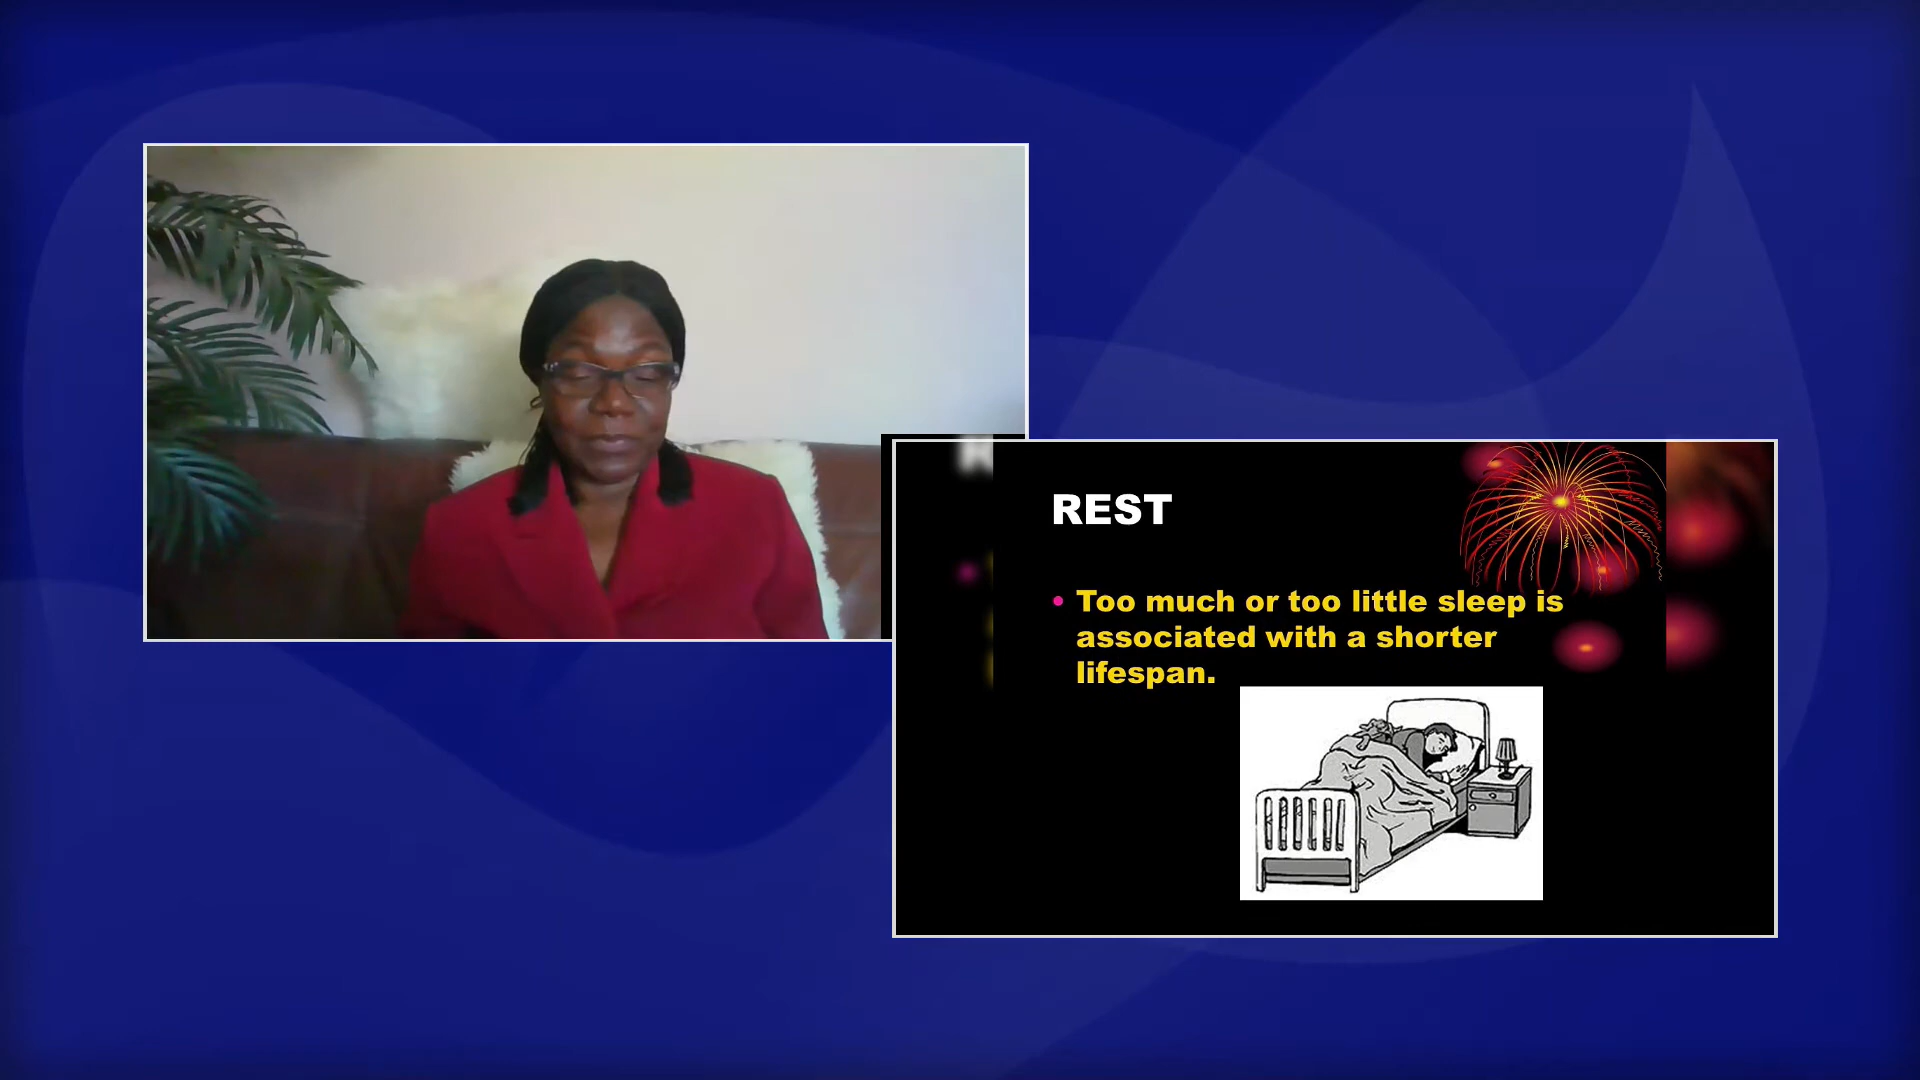 REST
• Too much or too little sleep is
associated with a shorter
lifespan.